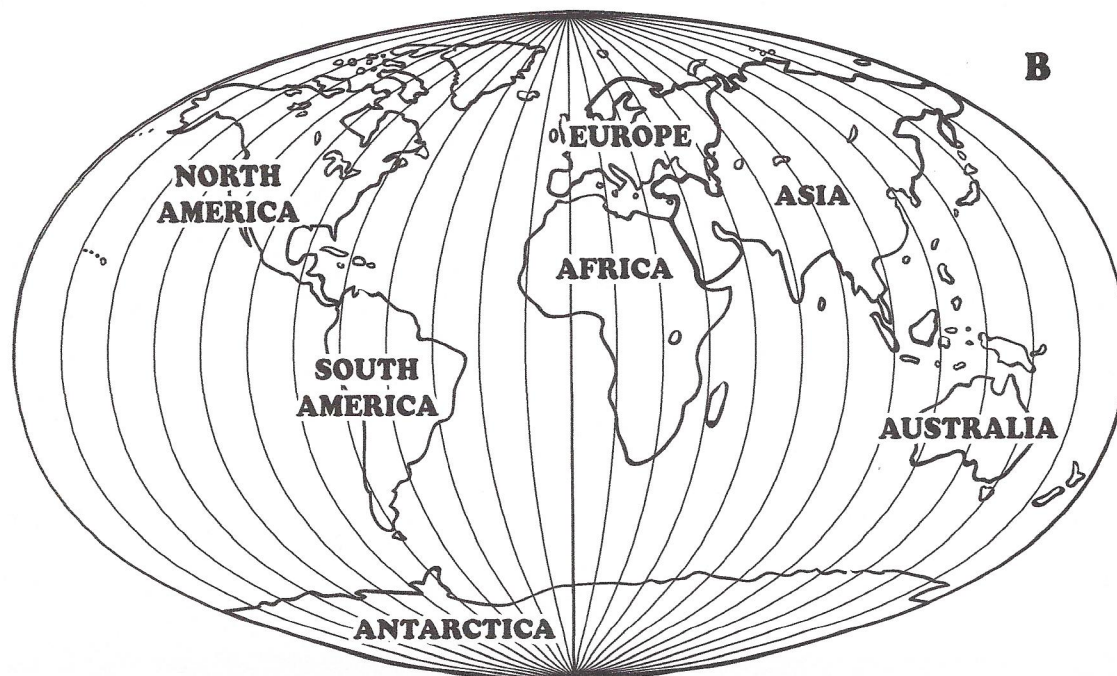 B
EUROPE
NORTH
AMERICA
ASIA
AFRICA
SOUTH
AMERICA
AUSTRALIA
ANTARCTICA